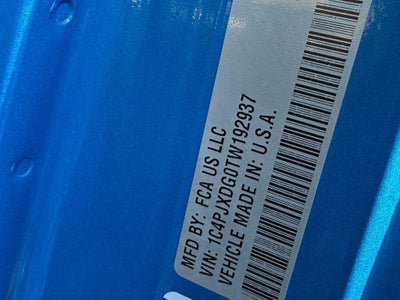 MFD BY: FCA US LLC
VIN: 1C4PJXDG0TW192937
VEHICLE MADE IN: U.S.A.